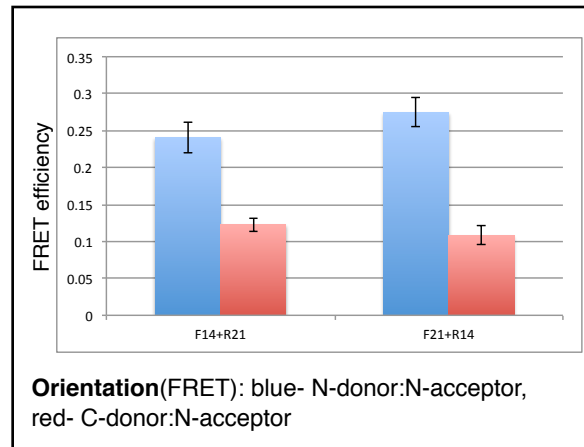 0.35
0.3
0.25
0.2
0.15
0.1
0.05
0
FRET efficiency
F14+R21
F21+R14
Orientation(FRET): blue- N-donor:N-acceptor,
red- C-donor:N-acceptor